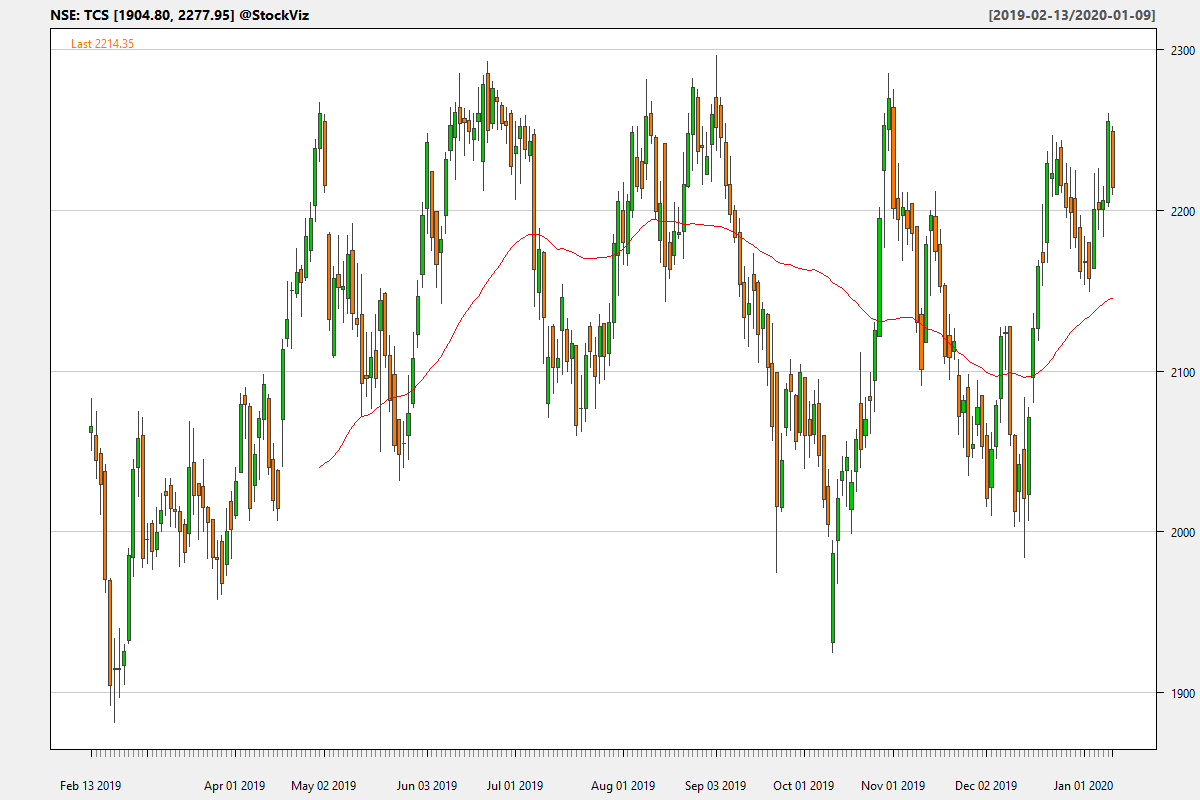 NSE: TCS [1904.80, 2277.95] @StockViz
[2019-02-13/2020-01-09]
Last 2214.35
2300
2200
2100
2000
1900
Feb 13 2019 Apr 01 2019 May 02 2019 Jun 03 2019 Jul 01 2019 Aug 01 2019 Sep 03 2019 Oct 01 2019 Nov 01 2019 Dec 02 2019 Jan 01 2020